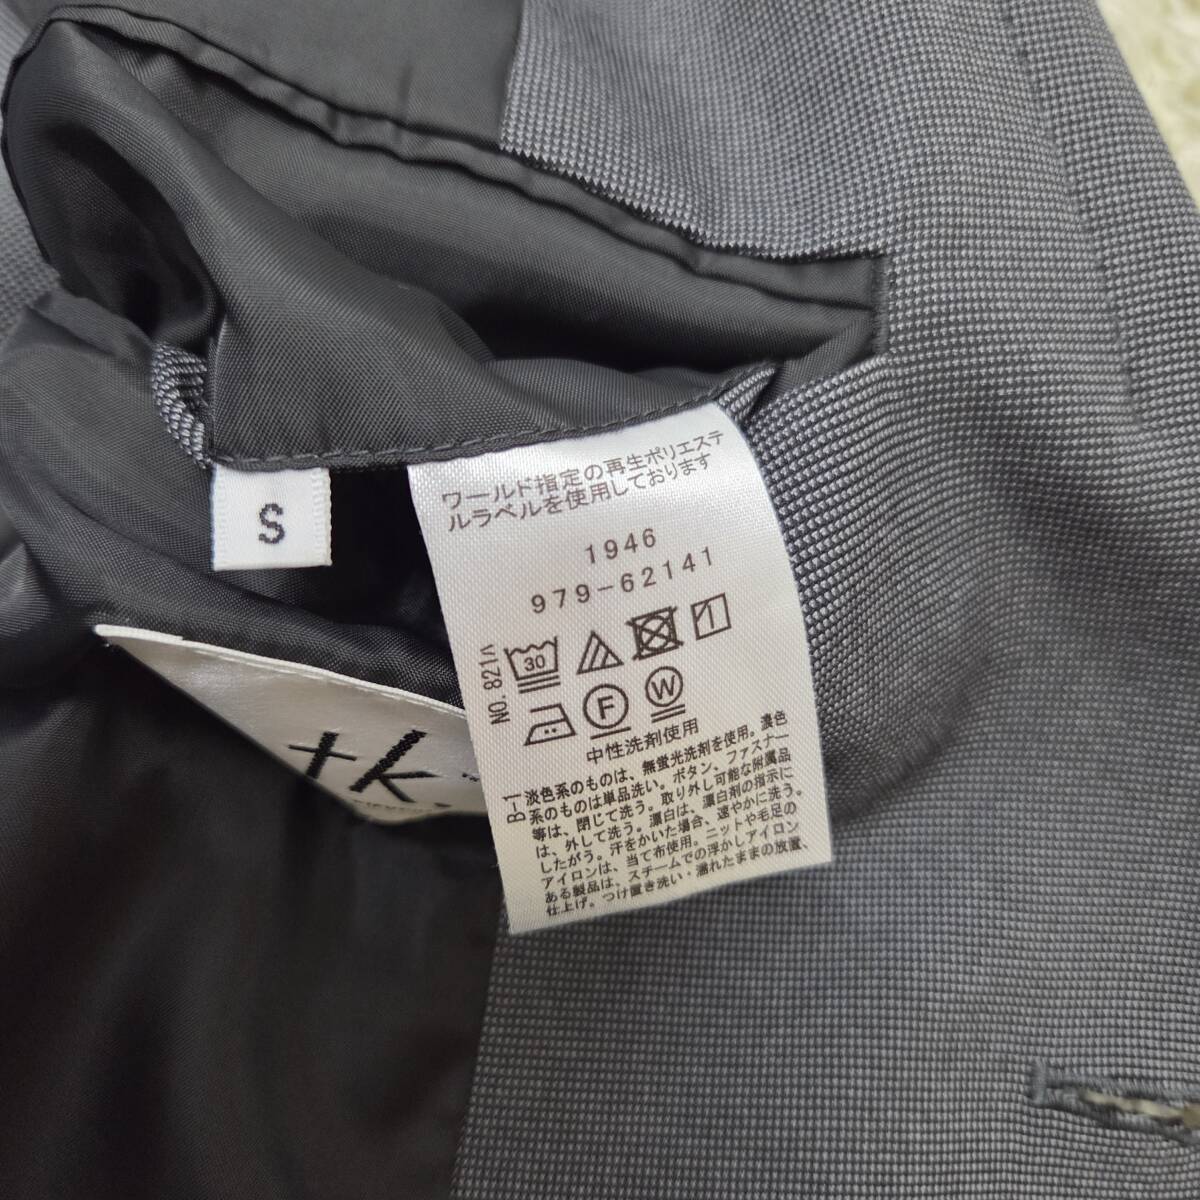 S
ワールド指定の再生ポリエステ
ルラベルを使用しております
1946
979-62141
NO. 821ハ
30
F
W
中性洗剤使用
B-1
淡色系のものは、無蛍光洗剤を使用。濃色
系のものは単品洗い。ボタン、ファスナー
等は、閉じて洗う。取り外し可能な附属品
は、外して洗う。漂白は、漂白剤の指示に
したがう。汗をかいた場合、速やかに洗う。
アイロンは、当て布使用。ニットや毛足の
ある製品は、スチームでの浮かしアイロン
仕上げ。つけ置き洗い・濡れたままの放置、
tk.